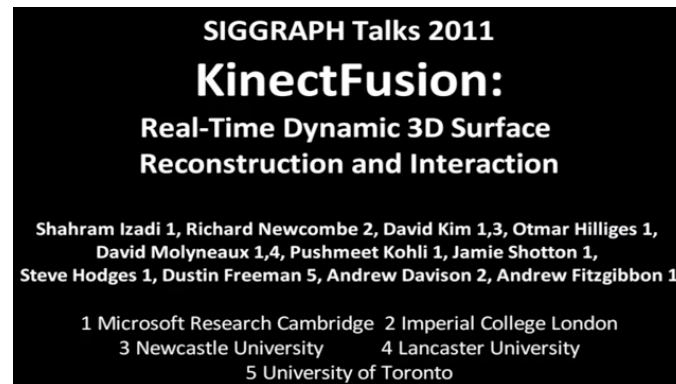 SIGGRAPH Talks 2011
KinectFusion:
Real-Time Dynamic 3D Surface
Reconstruction and Interaction
Shahram Izadi 1, Richard Newcombe 2, David Kim 1,3, Otmar Hilliges 1,
David Molyneaux 1,4, Pushmeet Kohli 1, Jamie Shotton 1,
Steve Hodges 1, Dustin Freeman 5, Andrew Davison 2, Andrew Fitzgibbon 1
1 Microsoft Research Cambridge 2 Imperial College London
3 Newcastle University 4 Lancaster University
5 University of Toronto